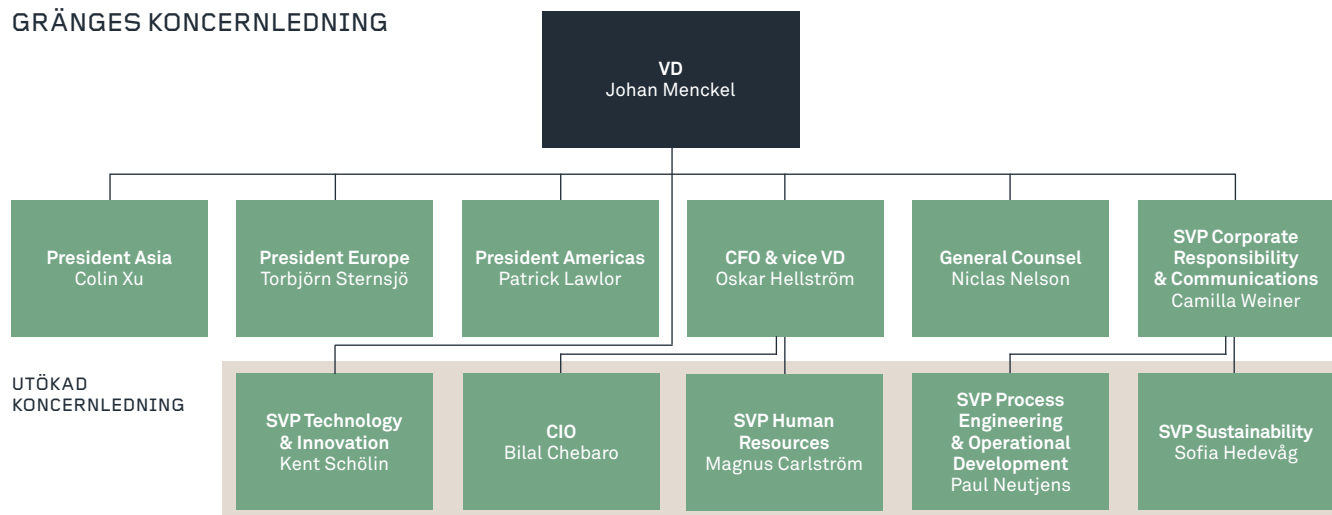 GRÄNGES KONCERNLEDNING
VD
Johan Menckel
President Asia
Colin Xu
President Europe
Torbjörn Sternsjö
President Americas
Patrick Lawlor
CFO & vice VD
Oskar Hellström
General Counsel
Niclas Nelson
SVP Corporate
Responsibility
& Communications
Camilla Weiner
UTÖKAD
KONCERNLEDNING
SVP Technology
& Innovation
Kent Schölin
CIO
Bilal Chebaro
SVP Human
Resources
Magnus Carlström
SVP Process
Engineering
& Operational
Development
Paul Neutjens
SVP Sustainability
Sofia Hedevåg